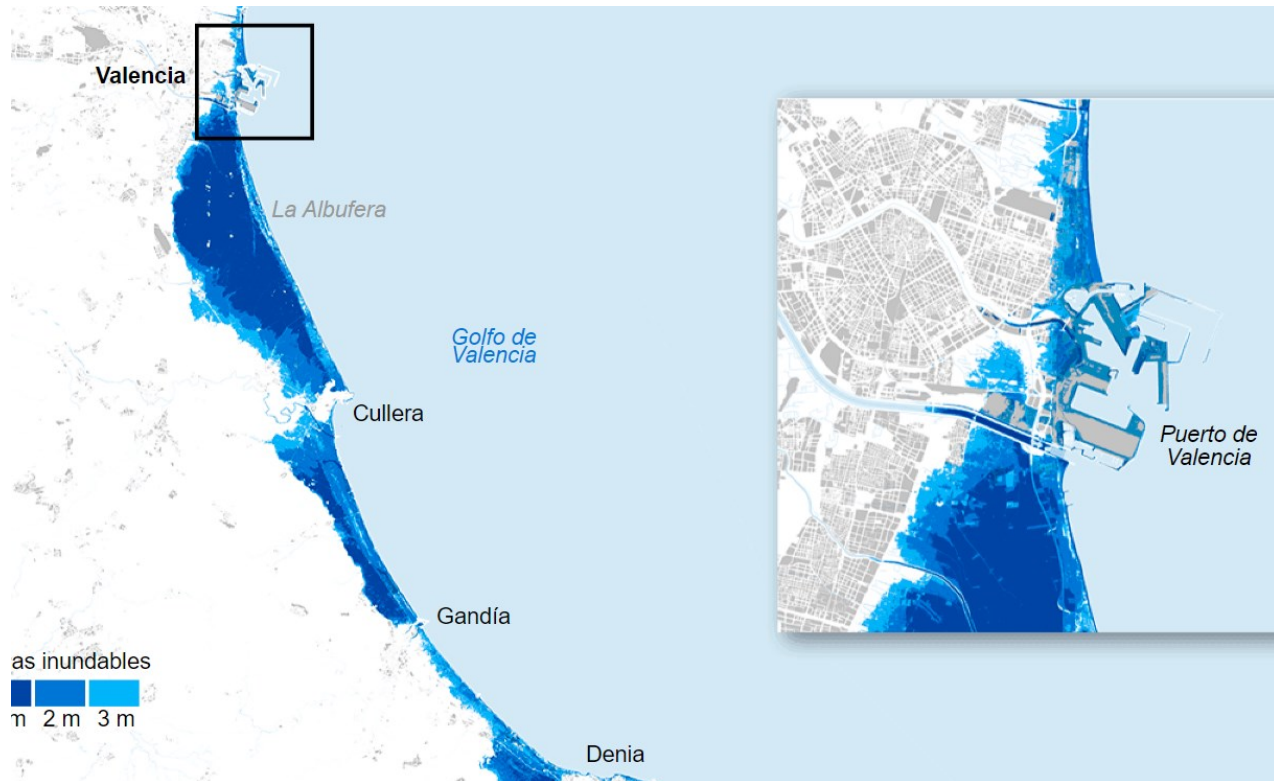 Valencia
La Albufera
Golfo de
Valencia
Cullera
Puerto de
Valencia
Gandía
as inundables
m 2 m 3 m
Denia